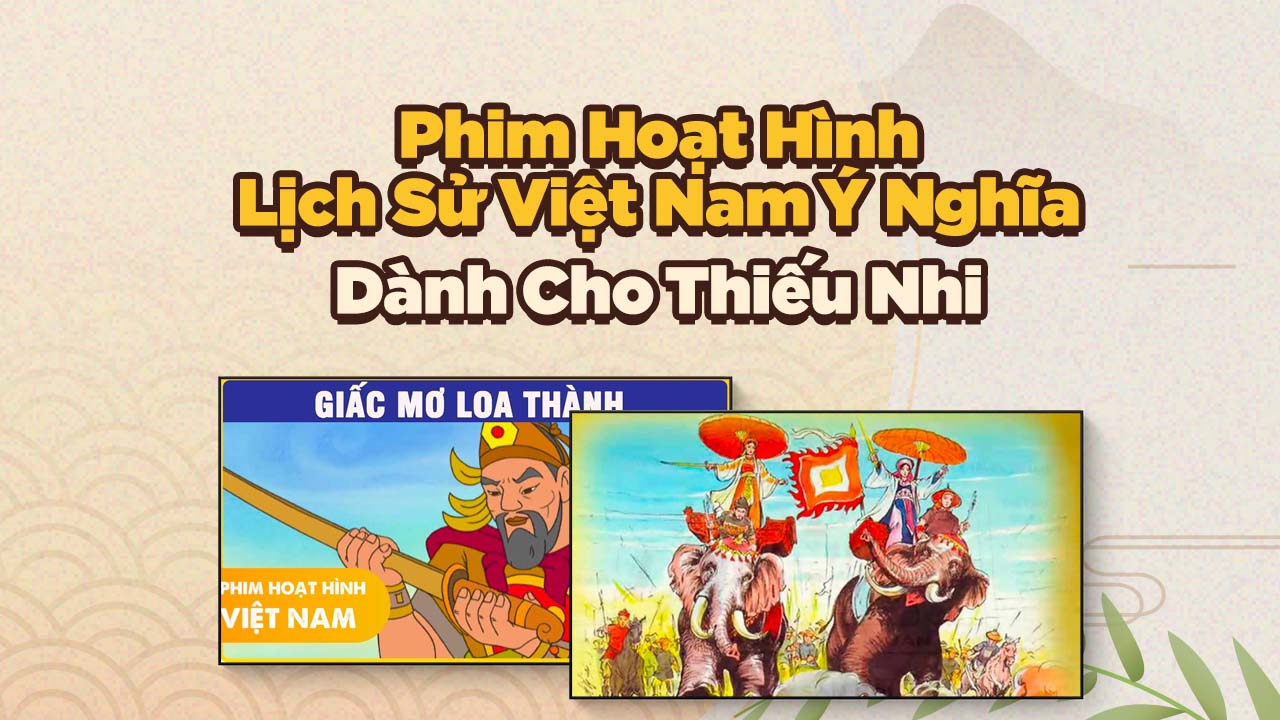 Phim Hoạt Hình
Lịch Sử Việt Nam Ý Nghĩa
Dành Cho Thiếu Nhi
GIẤC MƠ LOA THÀNH
PHIM HOẠT HÌNH
VIỆT NAM